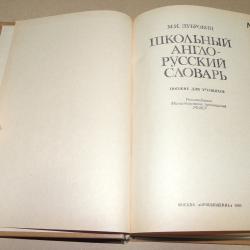 М.И. ДУБРОВИН
ШКОЛЬНЫЙ
АНГЛО-
РУССКИЙ
СЛОВАРЬ
ПОСОБИЕ ДЛЯ УЧАЩИХСЯ
МОСКВА «ПРОСВЕЩЕНИЕ»